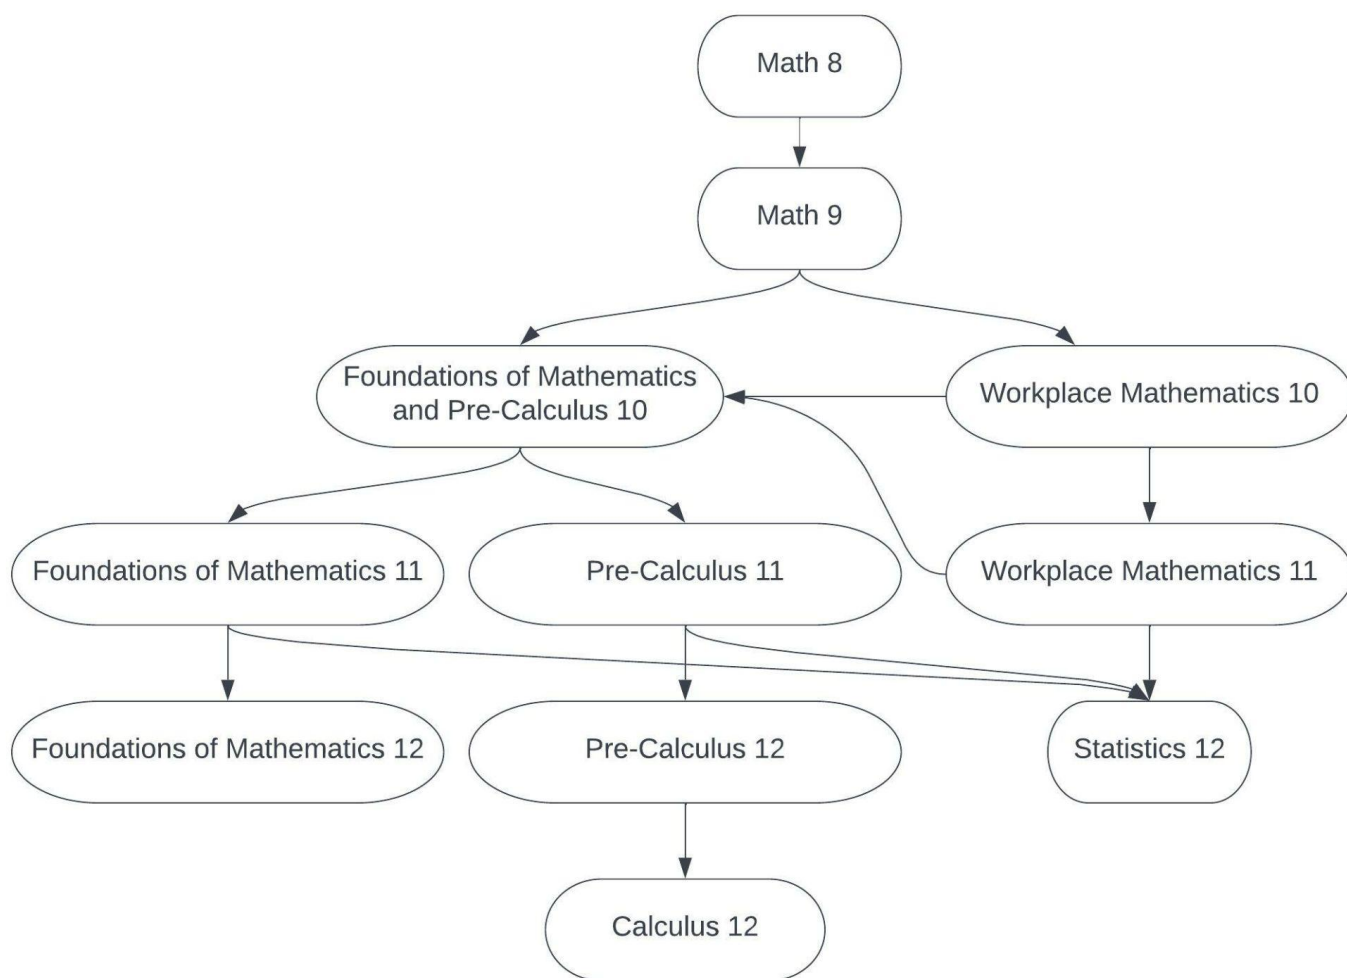 Math 8
Math 9
Foundations of Mathematics
and Pre-Calculus 10
Workplace Mathematics 10
Foundations of Mathematics 11
Pre-Calculus 11
Workplace Mathematics 11
Foundations of Mathematics 12
Pre-Calculus 12
Statistics 12
Calculus 12